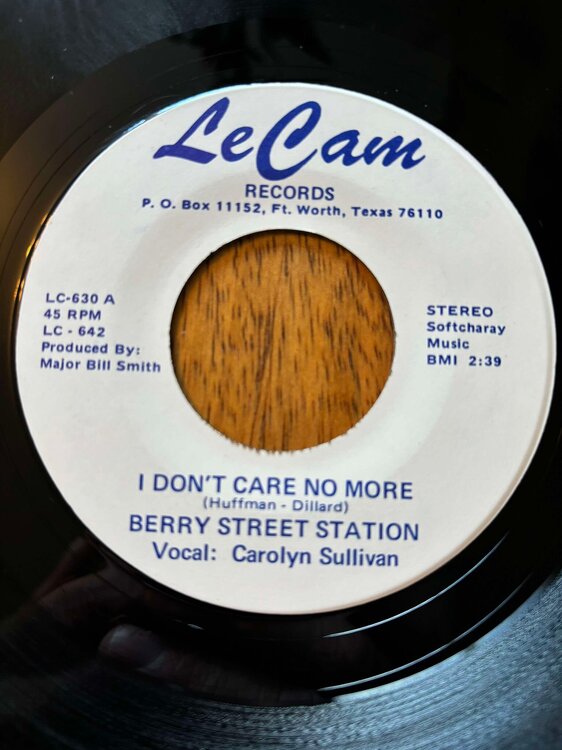 LeCam
RECORDS
P. O. Box 11152, Ft. Worth, Texas 76110
LC-630 A
45 RPM
LC - 642
Produced By:
Major Bill Smith
STEREO
Softcharay
Music
BMI 2:39
I DON'T CARE NO MORE
(Huffman - Dillard)
BERRY STREET STATION
Vocal: Carolyn Sullivan